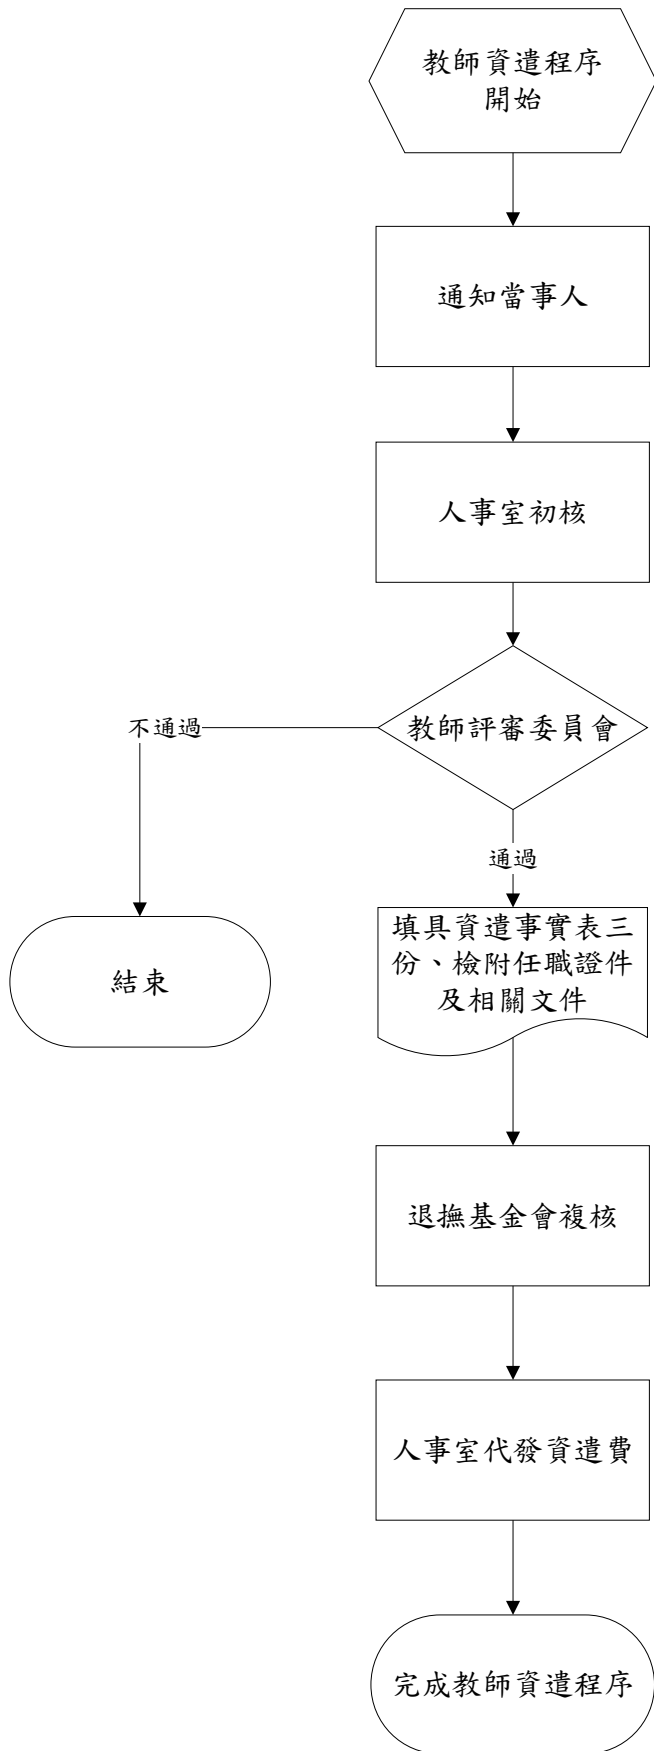 教師資遣程序
開始
通知當事人
人事室初核
教師評審委員會
不通過
通過
填具資遣事實表三
份、檢附任職證件
及相關文件
結束
退撫基金會複核
人事室代發資遣費
完成教師資遣程序